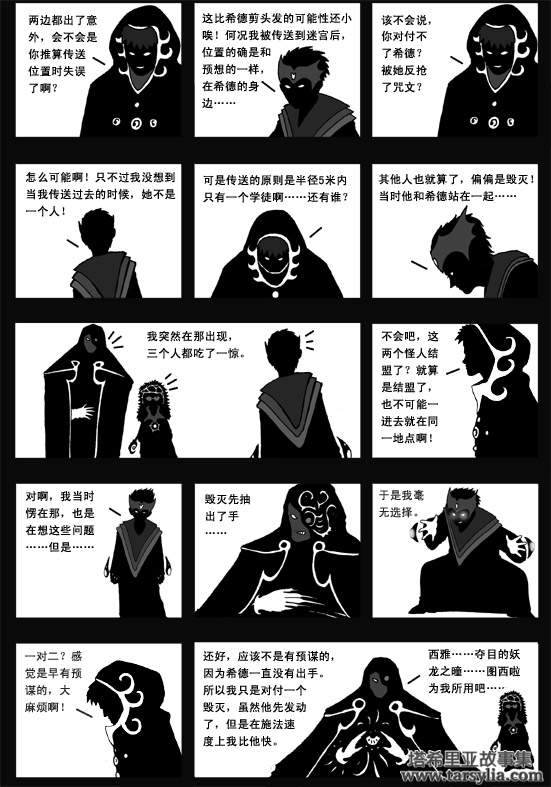 两边都出了意
外，会不会是
你推算传送
位置时失误
了啊？
这比希德剪头发的可能性还小
唉！何况我被传送到迷宫后，
位置的确是和
预想的一样，
在希德的身
边……
该不会说，
你对付不
了希德？
被她反抢
了咒文？
怎么可能啊！只不过我没想到
当我传送过去的时候，她不是
一个人！
可是传送的原则是半径5米内
只有一个学徒啊……还有谁？
其他人也就算了，偏偏是毁灭！
当时他和希德站在一起……
我突然在那出现，
三个人都吃了一惊。
不会吧，这
两个怪人结
盟了？就算
是结盟了，
也不可能一
进去就在同
一地点啊！
对啊，我当时
愣在那，也是
在想这些问题
……但是……
毁灭先抽
出了手
……
于是我毫
无选择。
一对二？感
觉是早有预
谋的，大
麻烦啊！
还好，应该不是有预谋的，
因为希德一直没有出手。
所以我只是对付一个
毁灭，虽然他先发动
了，但是在施法速
度上我比他快。
西雅……夺目的妖
龙之曈……图西啦
为我所用吧……
塔希里亚故事集
www.tarsylia.com